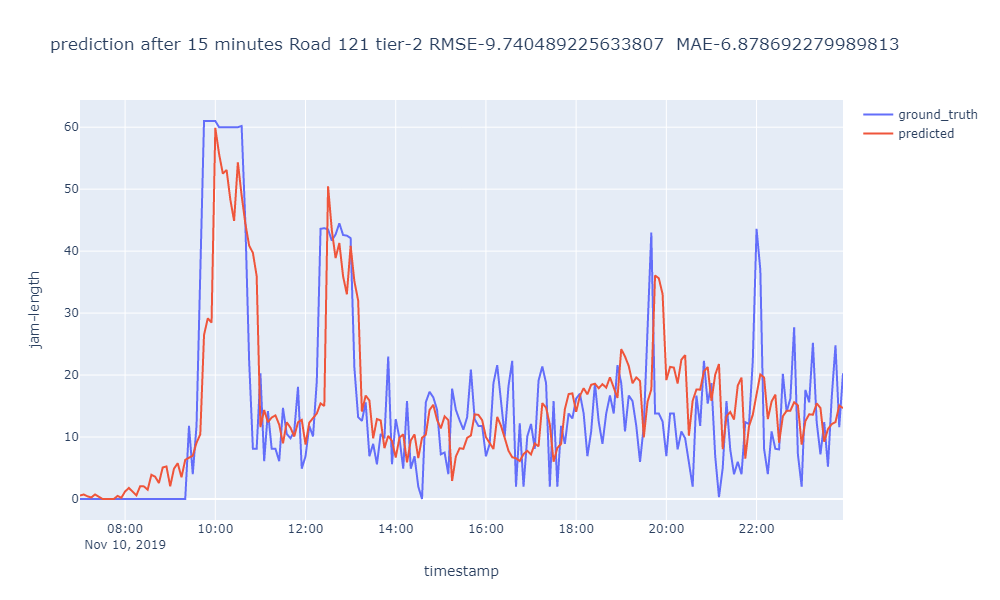 prediction after 15 minutes Road 121 tier-2 RMSE-9.740489225633807  MAE-6.878692279989813
ground_truth
predicted
60
50
40
30
20
10
0
jam-length
08:00 10:00 12:00 14:00 16:00 18:00 20:00 22:00
Nov 10, 2019
timestamp